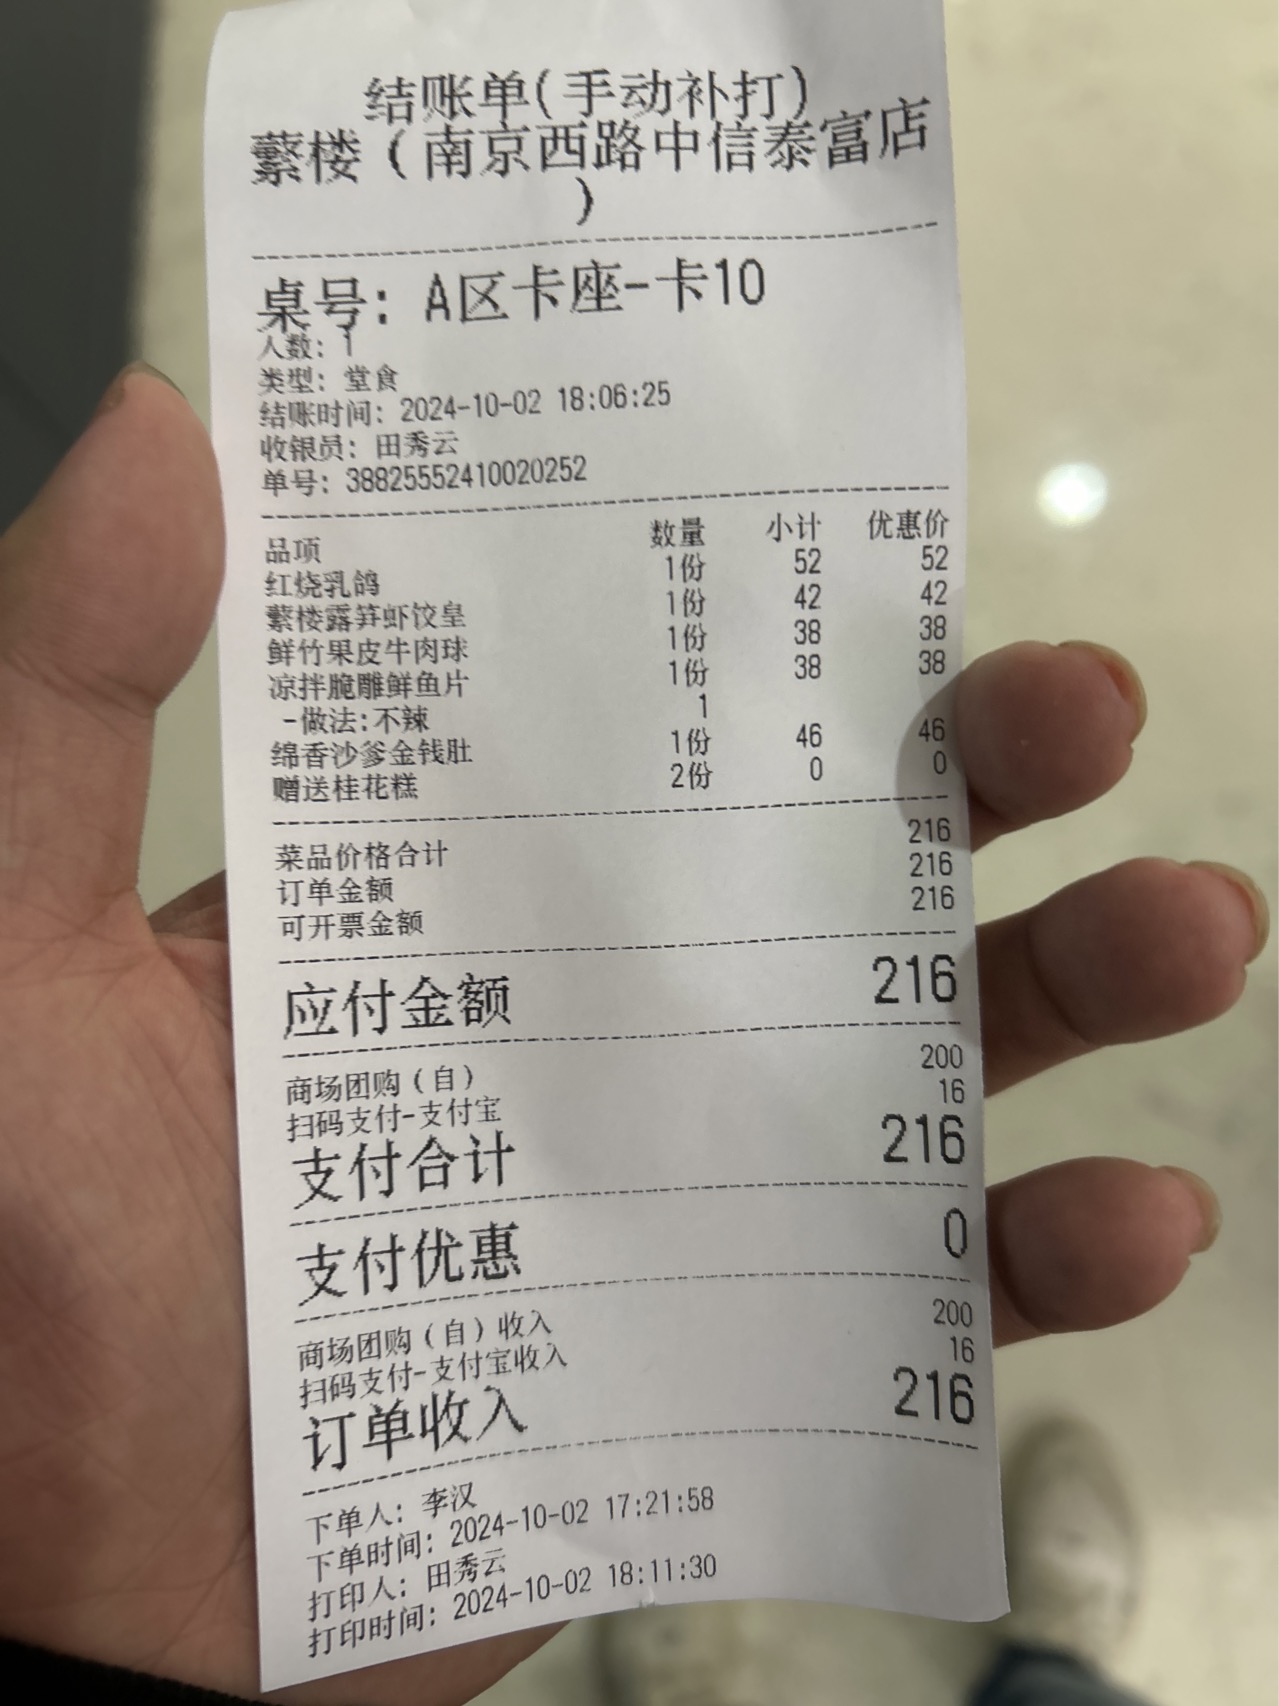 结账单(手动补打)
蘩楼（南京西路中信泰富店
）
桌号： A区卡座-卡10
人数： 1
类型： 堂食
结账时间： 2024-10-02 18:06:25
收银员： 田秀云
单号： 38825552410020252
品项 数量 小计 优惠价
红烧乳鸽 1份 52 52
蘩楼露笋虾饺皇 1份 42 42
鲜竹果皮牛肉球 1份 38 38
凉拌脆雕鲜鱼片 1份 38 38
-做法:不辣 1
绵香沙爹金钱肚 1份 46 46
赠送桂花糕 2份 0 0
菜品价格合计 216
订单金额 216
可开票金额 216
应付金额 216
商场团购（自） 200
扫码支付-支付宝 16
支付合计 216
支付优惠 0
商场团购（自）收入 200
扫码支付-支付宝收入 16
订单收入 216
下单人： 李汉
下单时间： 2024-10-02 17:21:58
打印人： 田秀云
打印时间： 2024-10-02 18:11:30